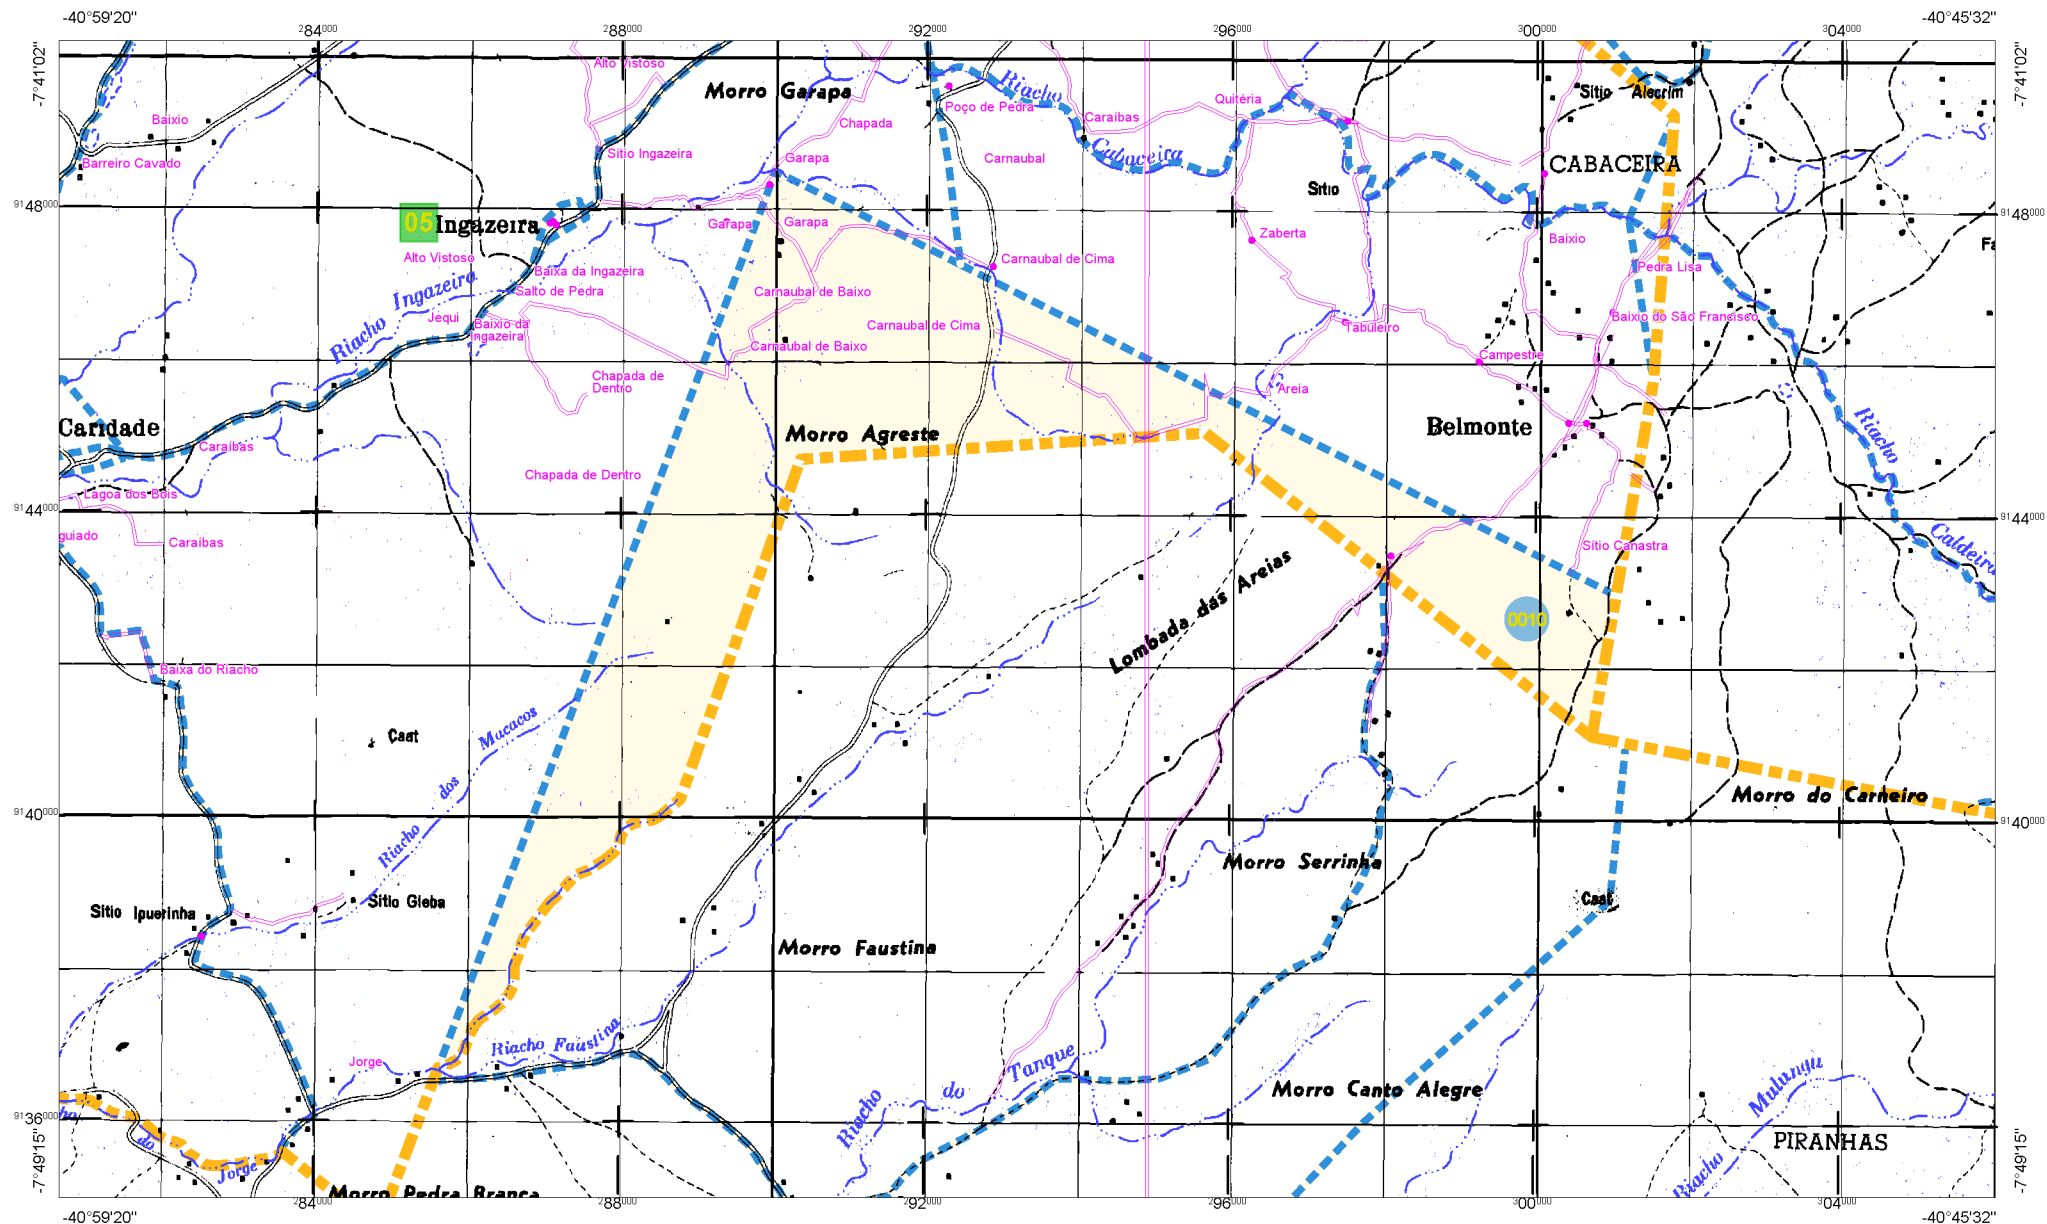 -40°59'20"
-40°45'32"
284000
288000
292000
296000
300000
304000
-7°41'02"
-7°41'02"
Alto Vistoso
Morro Garapa
Riacho
Poço de Pedra
Quitéria
Sítio Alecrim
Baixio
Chapada
Caraíbas
Barreiro Cavado
Sítio Ingazeira
Garapa
Carnaubal
Cabaceira
CABACEIRA
Sítio
9148000
9148000
05
Ingazeira
Garapa
Garapa
Zaberta
Baixio
Fa
Alto Vistoso
Baixa da Ingazeira
Carnaubal de Cima
Pedra Lisa
Riacho Ingazeira
Salto de Pedra
Carnaubal de Baixo
Jequi
Baixio da
Ingazeira
Carnaubal de Cima
Tabuleiro
Baixio do São Francisco
Carnaubal de Baixo
Campestre
Chapada de
Dentro
Areia
Caridade
Morro Agreste
Belmonte
Riacho
Caraíbas
Chapada de Dentro
Lagoa dos Bois
9144000
9144000
guiado
Caraíbas
Sítio Canastra
Caldeirã
Lombada das Areias
0010
Baixa do Riacho
Caat
Riacho dos Macacos
Morro do Carneiro
9140000
9140000
Morro Serrinha
Sítio Ipuerinha
Sítio Gleba
Caat
Morro Faustina
Jorge
Riacho Faustina
Riacho do Tanque
Morro Canto Alegre
Riacho Mulungu
9136000
9136000
ho do Jorge
PIRANHAS
Morro Pedra Branca
-7°49'15"
-7°49'15"
284000
288000
292000
296000
300000
304000
-40°59'20"
-40°45'32"